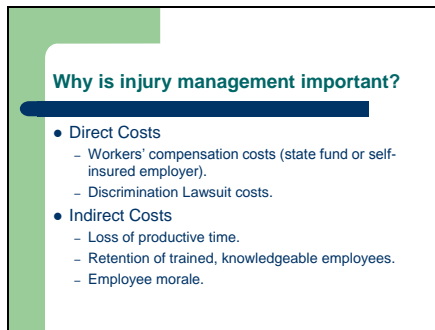 Why is injury management important?
● Direct Costs
– Workers' compensation costs (state fund or self-
insured employer).
– Discrimination Lawsuit costs.
● Indirect Costs
– Loss of productive time.
– Retention of trained, knowledgeable employees.
– Employee morale.